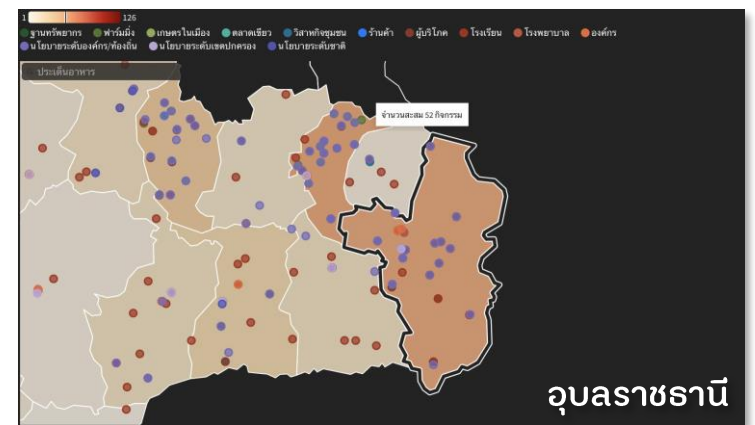 1 126
ฐานทรัพยากร ฟาร์มมิ่ง เกษตรในเมือง ตลาดเขียว วิสาหกิจชุมชน ร้านค้า ผู้บริโภค โรงเรียน โรงพยาบาล องค์กร
นโยบายระดับองค์กร/ท้องถิ่น นโยบายระดับเขตปกครอง นโยบายระดับชาติ
ประเด็นอาหาร
จำนวนสะสม 52 กิจกรรม
อุบลราชธานี